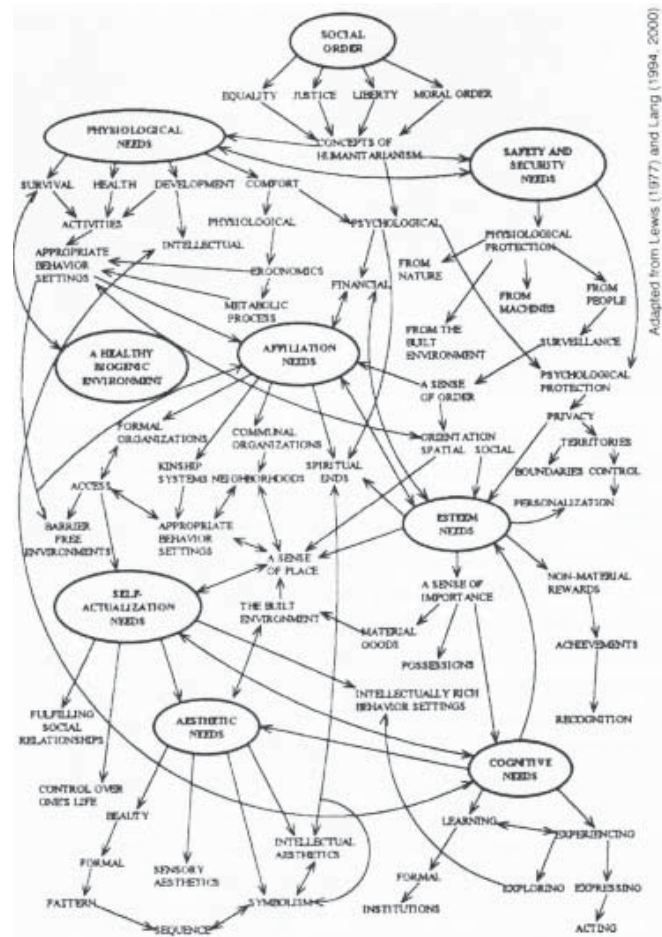 SOCIAL
ORDER
EQUALITY JUSTICE LIBERTY MORAL ORDER
PHYSIOLOGICAL
NEEDS
CONCEPTS OF
HUMANITARIANISM
SAFETY AND
SECURITY
NEEDS
SURVIVAL HEALTH DEVELOPMENT COMFORT
ACTIVITIES
PHYSIOLOGICAL
PSYCHOLOGICAL
PHYSIOLOGICAL
PROTECTION
APPROPRIATE
BEHAVIOR
SETTINGS
INTELLECTUAL
ERGONOMICS
FINANCIAL
FROM
NATURE
FROM
MACHINES
FROM
PEOPLE
METABOLIC
PROCESS
FROM THE
BUILT
ENVIRONMENT
SURVEILLANCE
A HEALTHY
BIOGENIC
ENVIRONMENT
AFFILIATION
NEEDS
A SENSE
OF ORDER
PSYCHOLOGICAL
PROTECTION
PRIVACY
FORMAL
ORGANIZATIONS
COMMUNAL
ORGANIZATIONS
ORIENTATION
SPATIAL SOCIAL
TERRITORIES
KINSHIP
SYSTEMS
NEIGHBORHOODS
SPIRITUAL
ENDS
BOUNDARIES CONTROL
ACCESS
PERSONALIZATION
BARRIER
FREE
ENVIRONMENTS
APPROPRIATE
BEHAVIOR
SETTINGS
ESTEEM
NEEDS
A SENSE
OF PLACE
SELF-
ACTUALIZATION
NEEDS
A SENSE OF
IMPORTANCE
NON-MATERIAL
REWARDS
THE BUILT
ENVIRONMENT
MATERIAL
GOODS
ACHIEVEMENTS
POSSESSIONS
INTELLECTUALLY RICH
BEHAVIOR SETTINGS
FULFILLING
SOCIAL
RELATIONSHIPS
AESTHETIC
NEEDS
RECOGNITION
COGNITIVE
NEEDS
CONTROL OVER
ONE'S LIFE
BEAUTY
LEARNING
EXPERIENCING
FORMAL
SENSORY
AESTHETICS
INTELLECTUAL
AESTHETICS
FORMAL
EXPLORING EXPRESSING
PATTERN
SYMBOLISM
INSTITUTIONS
SEQUENCE
ACTING
Adapted from Lewis (1977) and Lang (1994, 2000)